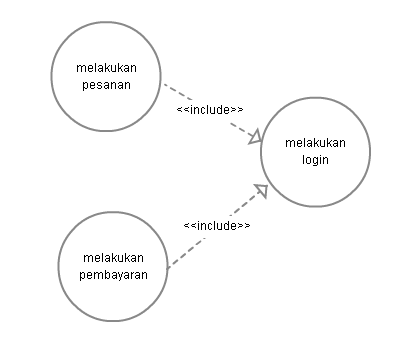 melakukan
pesanan
<<include>>
melakukan
login
<<include>>
melakukan
pembayaran